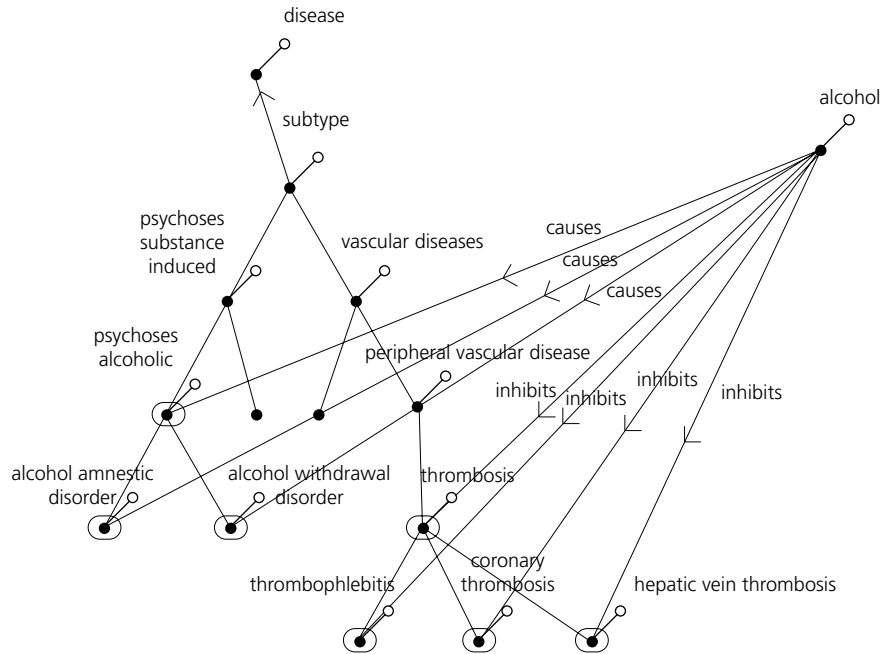 disease
alcohol
subtype
psychoses
substance
induced
vascular diseases
causes
causes
causes
psychoses
alcoholic
peripheral vascular disease
inhibits
inhibits
inhibits
inhibits
alcohol amnestic
disorder
alcohol withdrawal
disorder
thrombosis
thrombophlebitis
coronary
thrombosis
hepatic vein thrombosis